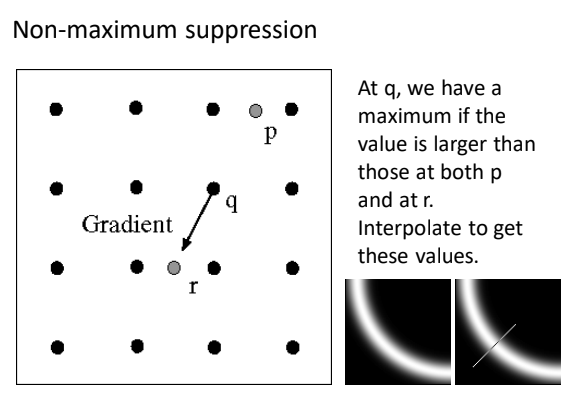 Non-maximum suppression
p
q
Gradient
r
At q, we have a
maximum if the
value is larger than
those at both p
and at r.
Interpolate to get
these values.